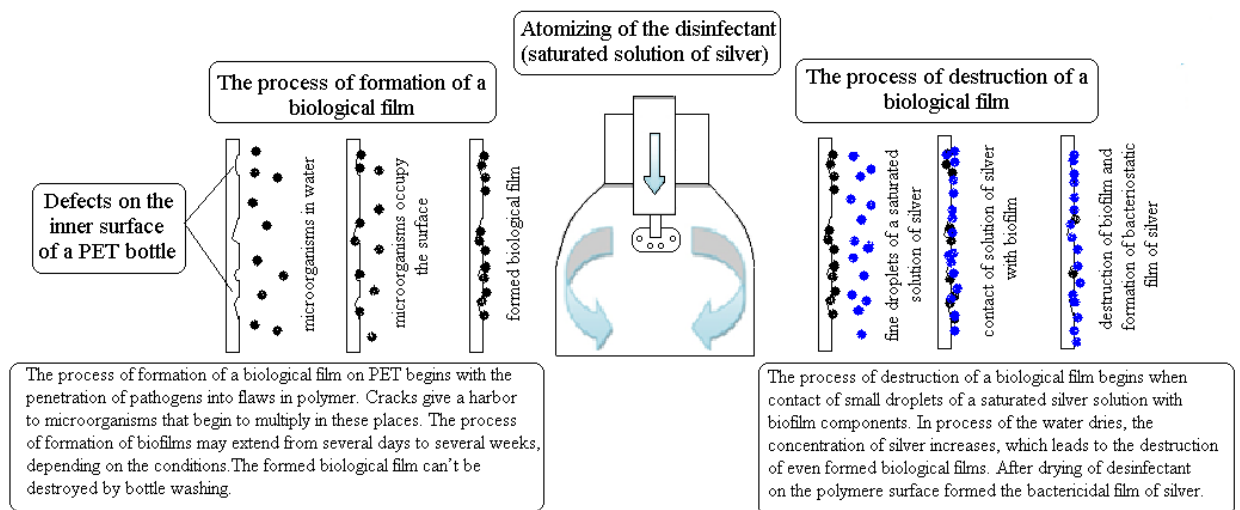 Atomizing of the disinfectant
(saturated solution of silver)
The process of formation of a
biological film
The process of destruction of a
biological film
Defects on the
inner surface
of a PET bottle
microorganisms in water
microorganisms occupy
the surface
formed biological film
fine droplets of a saturated
solution of silver
contact of solution of silver
with biofilm
destruction of biofilm and
formation of bacteriostatic
film of silver
The process of formation of a biological film on PET begins with the
penetration of pathogens into flaws in polymer. Cracks give a harbor
to microorganisms that begin to multiply in these places. The process
of formation of biofilms may extend from several days to several weeks,
depending on the conditions.The formed biological film can't be
destroyed by bottle washing.
The process of destruction of a biological film begins when
contact of small droplets of a saturated silver solution with
biofilm components. In process of the water dries, the
concentration of silver increases, which leads to the destruction
of even formed biological films. After drying of desinfectant
on the polymere surface formed the bactericidal film of silver.